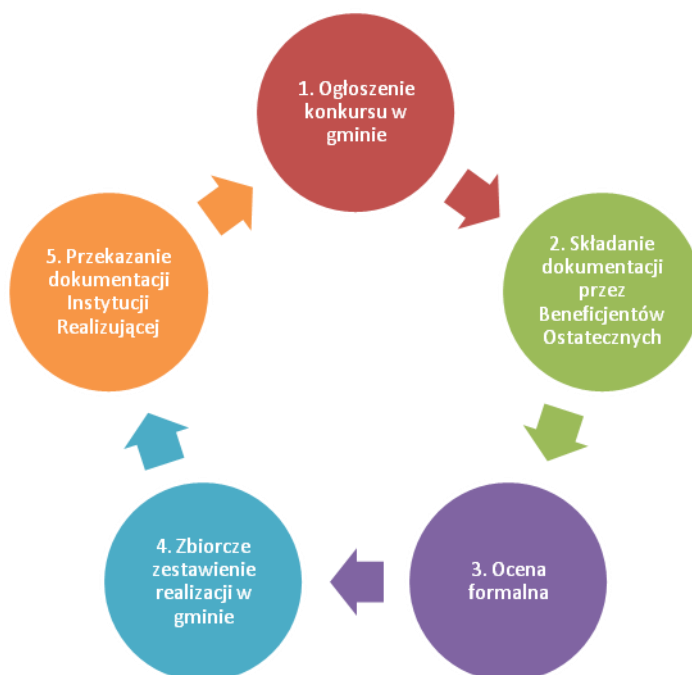 1. Ogłoszenie
konkursu w
gminie
2. Składanie
dokumentacji
przez
Beneficjentów
Ostatecznych
3. Ocena
formalna
4. Zbiorcze
zestawienie
realizacji w
gminie
5. Przekazanie
dokumentacji
Instytucji
Realizującej